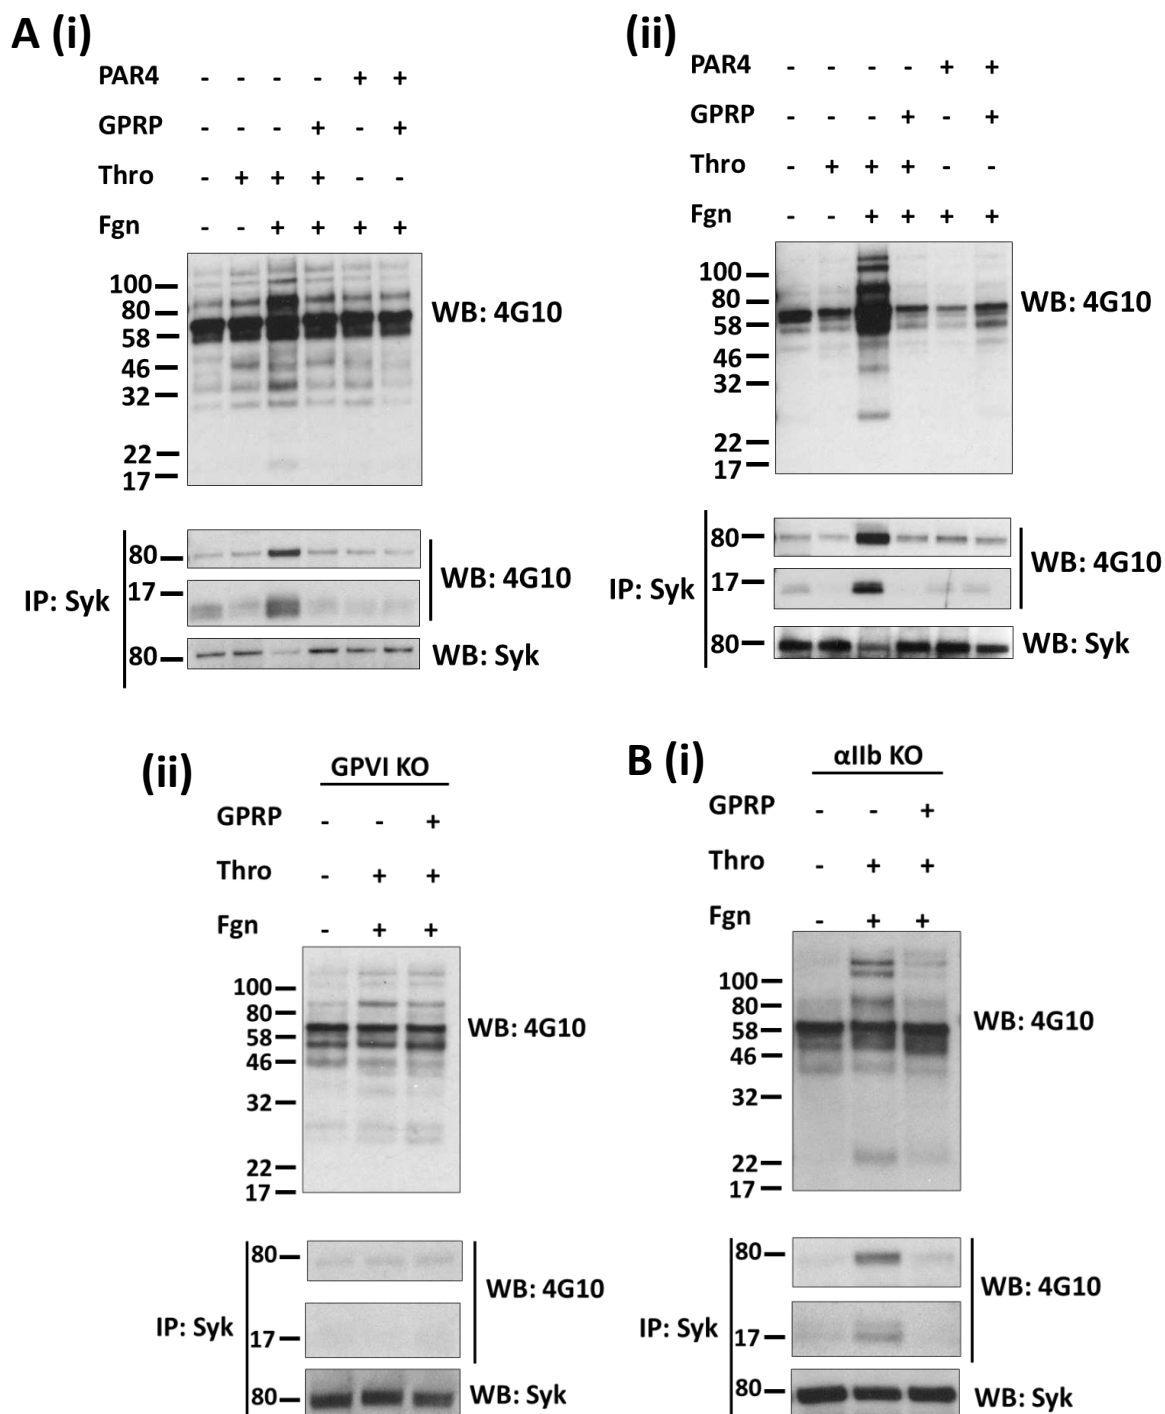 A (i)
PAR4 - - - - + +
GPRP - - - + - +
Thro - + + + - -
Fgn - - + + + +
100
80
58
46
32
22
17
WB: 4G10
IP: Syk
80
17
WB: 4G10
80
WB: Syk
(ii)
PAR4 - - - - + +
GPRP - - - + - +
Thro - + + + - -
Fgn - - + + + +
100
80
58
46
32
22
17
WB: 4G10
IP: Syk
80
17
WB: 4G10
80
WB: Syk
(ii)
GPVI KO
GPRP - - +
Thro - + +
Fgn - + +
100
80
58
46
32
22
17
WB: 4G10
IP: Syk
80
17
WB: 4G10
80
WB: Syk
B (i)
αIIb KO
GPRP - - +
Thro - + +
Fgn - + +
100
80
58
46
32
22
17
WB: 4G10
IP: Syk
80
17
WB: 4G10
80
WB: Syk